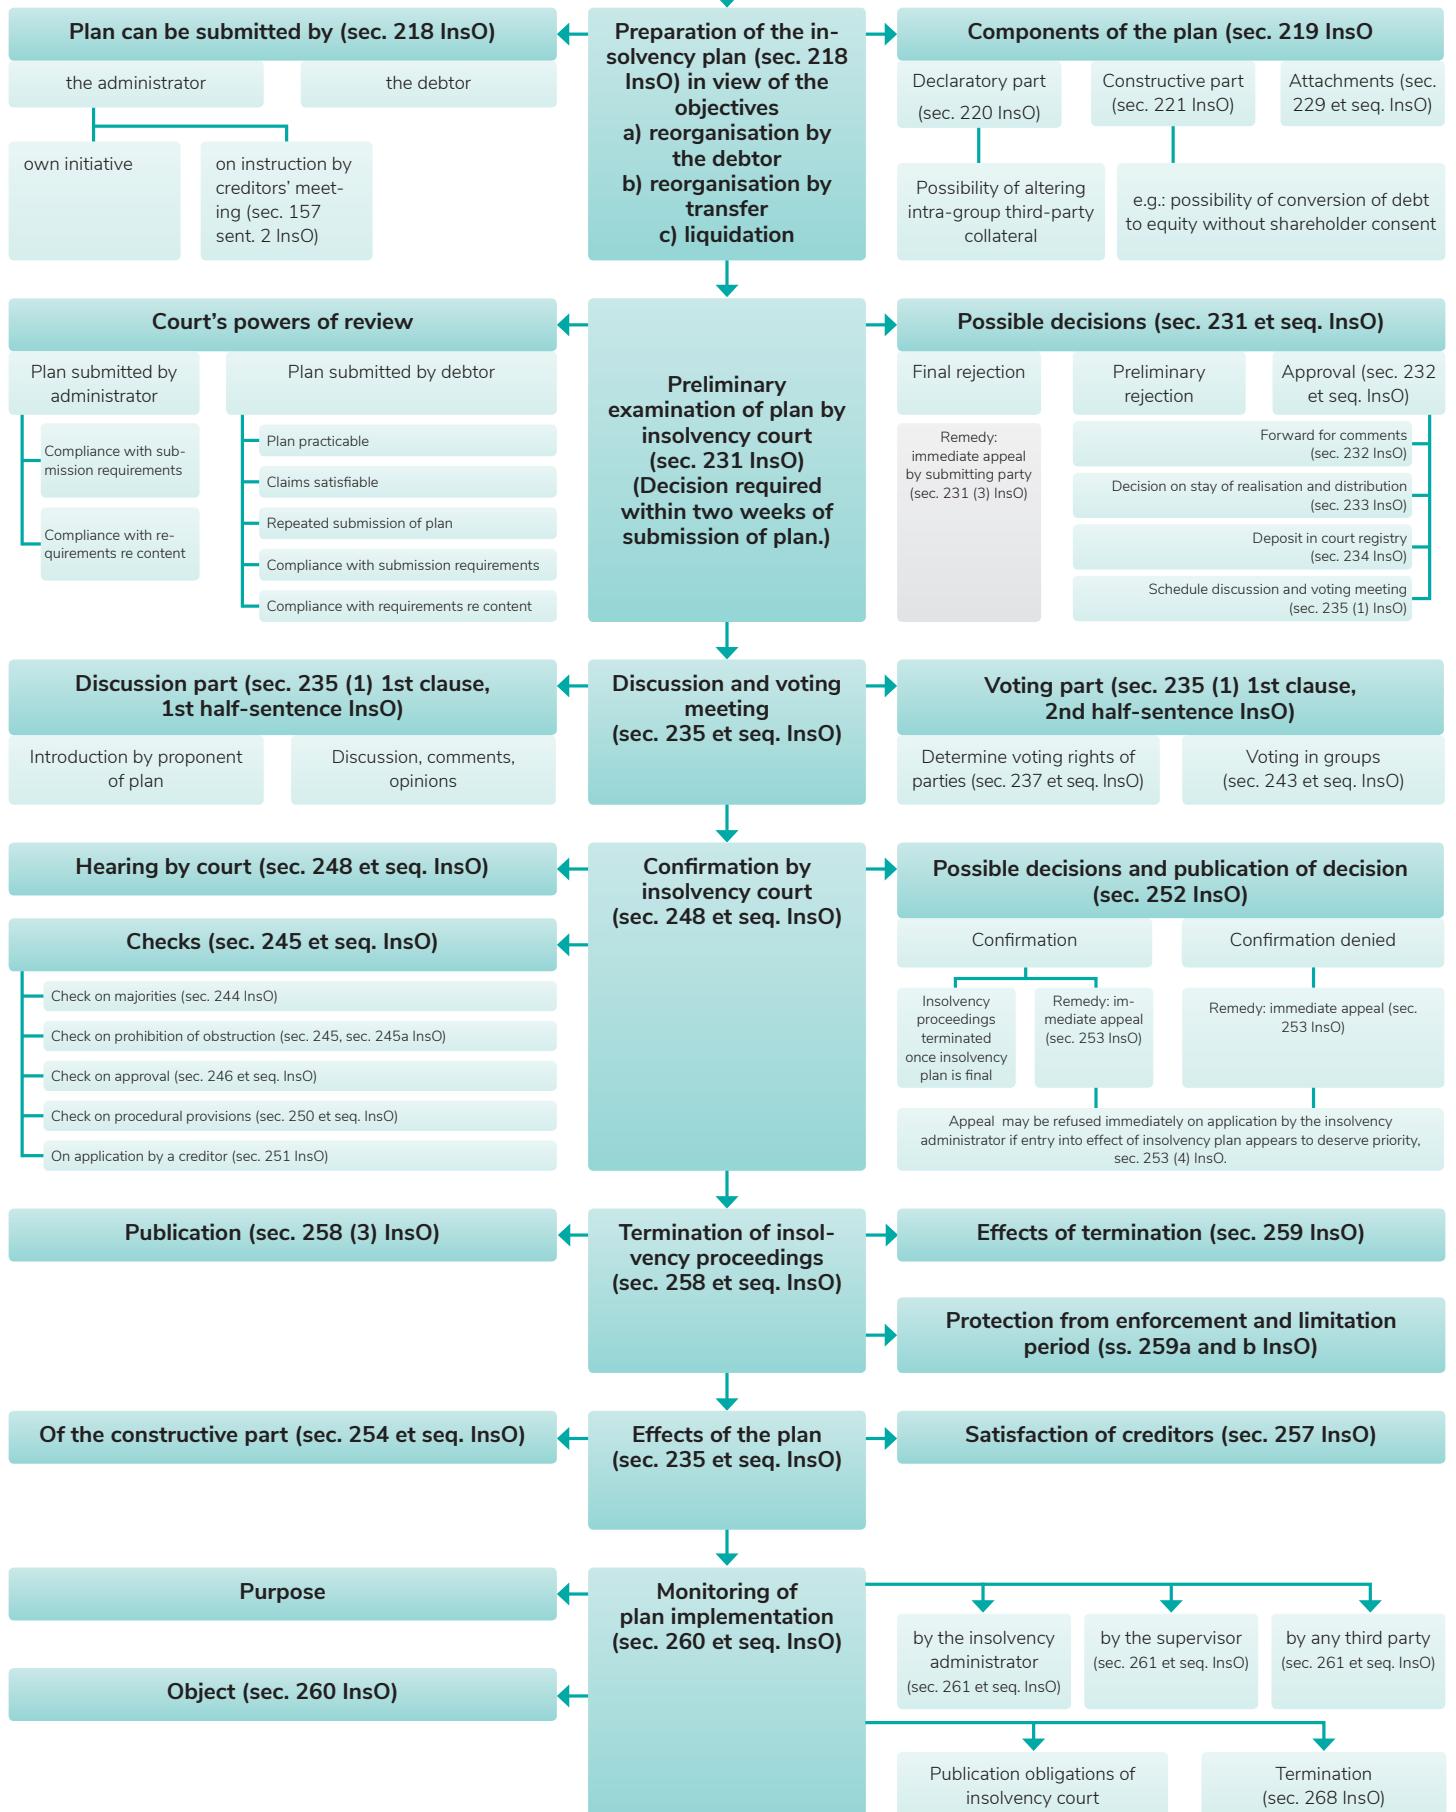 Plan can be submitted by (sec. 218 InsO)
the administrator
the debtor
own initiative
on instruction by
creditors’ meet-
ing (sec. 157
sent. 2 InsO)
Preparation of the in-
solvency plan (sec. 218
InsO) in view of the
objectives
a) reorganisation by
the debtor
b) reorganisation by
transfer
c) liquidation
Components of the plan (sec. 219 InsO
Declaratory part
(sec. 220 InsO)
Constructive part
(sec. 221 InsO)
Attachments (sec.
229 et seq. InsO)
Possibility of altering
intra-group third-party
collateral
e.g.: possibility of conversion of debt
to equity without shareholder consent
Court’s powers of review
Plan submitted by
administrator
Plan submitted by debtor
Compliance with sub-
mission requirements
Compliance with re-
quirements re content
Plan practicable
Claims satisfiable
Repeated submission of plan
Compliance with submission requirements
Compliance with requirements re content
Preliminary
examination of plan by
insolvency court
(sec. 231 InsO)
(Decision required
within two weeks of
submission of plan.)
Possible decisions (sec. 231 et seq. InsO)
Final rejection
Preliminary
rejection
Approval (sec. 232
et seq. InsO)
Remedy:
immediate appeal
by submitting party
(sec. 231 (3) InsO)
Forward for comments
(sec. 232 InsO)
Decision on stay of realisation and distribution
(sec. 233 InsO)
Deposit in court registry
(sec. 234 InsO)
Schedule discussion and voting meeting
(sec. 235 (1) InsO)
Discussion part (sec. 235 (1) 1st clause,
1st half-sentence InsO)
Introduction by proponent
of plan
Discussion, comments,
opinions
Discussion and voting
meeting
(sec. 235 et seq. InsO)
Voting part (sec. 235 (1) 1st clause,
2nd half-sentence InsO)
Determine voting rights of
parties (sec. 237 et seq. InsO)
Voting in groups
(sec. 243 et seq. InsO)
Hearing by court (sec. 248 et seq. InsO)
Checks (sec. 245 et seq. InsO)
Check on majorities (sec. 244 InsO)
Check on prohibition of obstruction (sec. 245, sec. 245a InsO)
Check on approval (sec. 246 et seq. InsO)
Check on procedural provisions (sec. 250 et seq. InsO)
On application by a creditor (sec. 251 InsO)
Confirmation by
insolvency court
(sec. 248 et seq. InsO)
Possible decisions and publication of decision
(sec. 252 InsO)
Confirmation
Confirmation denied
Insolvency
proceedings
terminated
once insolvency
plan is final
Remedy: im-
mediate appeal
(sec. 253 InsO)
Remedy: immediate appeal (sec.
253 InsO)
Appeal  may be refused immediately on application by the insolvency
administrator if entry into effect of insolvency plan appears to deserve priority,
sec. 253 (4) InsO.
Publication (sec. 258 (3) InsO)
Termination of insol-
vency proceedings
(sec. 258 et seq. InsO)
Effects of termination (sec. 259 InsO)
Protection from enforcement and limitation
period (ss. 259a and b InsO)
Of the constructive part (sec. 254 et seq. InsO)
Effects of the plan
(sec. 235 et seq. InsO)
Satisfaction of creditors (sec. 257 InsO)
Purpose
Object (sec. 260 InsO)
Monitoring of
plan implementation
(sec. 260 et seq. InsO)
by the insolvency
administrator
(sec. 261 et seq. InsO)
by the supervisor
(sec. 261 et seq. InsO)
by any third party
(sec. 261 et seq. InsO)
Publication obligations of
insolvency court
Termination
(sec. 268 InsO)